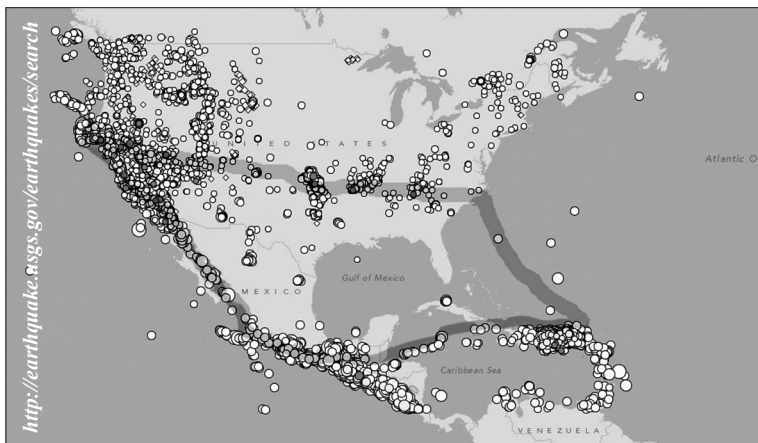 http://earthquake.usgs.gov/earthquakes/search
UNITED STATES
Atlantic O
Gulf of Mexico
MEXICO
Caribbean Sea
VENEZUELA